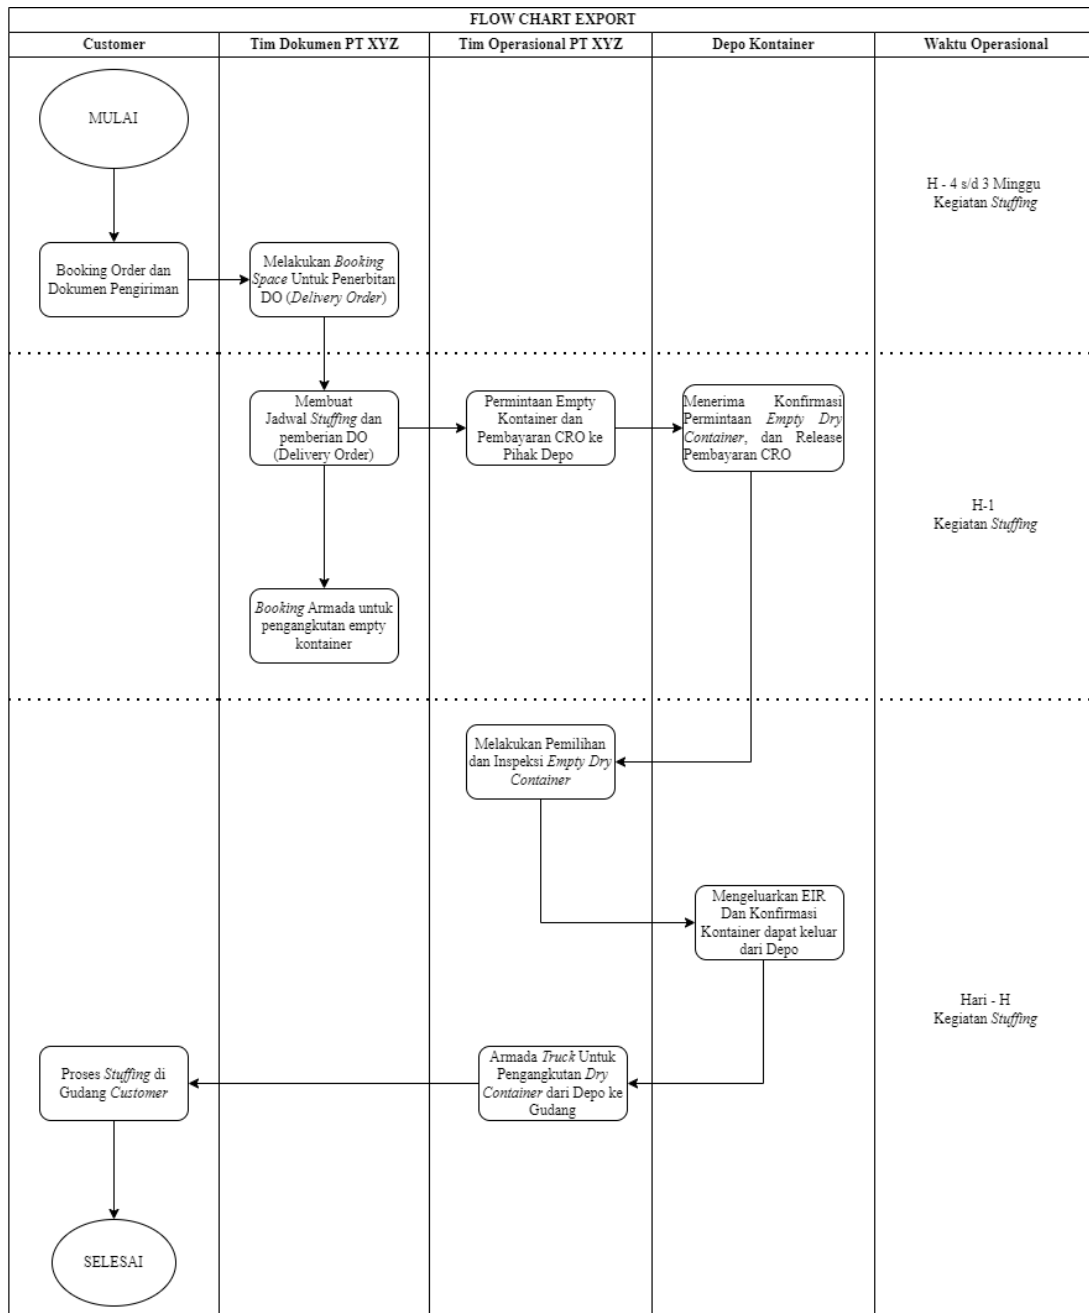 FLOW CHART EXPORT
Customer
Tim Dokumen PT XYZ
Tim Operasional PT XYZ
Depo Kontainer
Waktu Operasional
MULAI
H - 4 s/d 3 Minggu
Kegiatan Stuffing
Booking Order dan
Dokumen Pengiriman
Melakukan Booking
Space Untuk Penerbitan
DO (Delivery Order)
Membuat
Jadwal Stuffing dan
pemberian DO
(Delivery Order)
Permintaan Empty
Kontainer dan
Pembayaran CRO ke
Pihak Depo
Menerima Konfirmasi
Permintaan Empty Dry
Container, dan Release
Pembayaran CRO
H-1
Kegiatan Stuffing
Booking Armada untuk
pengangkutan empty
kontainer
Melakukan Pemilihan
dan Inspeksi Empty Dry
Container
Mengeluarkan EIR
Dan Konfirmasi
Kontainer dapat keluar
dari Depo
Hari - H
Kegiatan Stuffing
Proses Stuffing di
Gudang Customer
Armada Truck Untuk
Pengangkutan Dry
Container dari Depo ke
Gudang
SELESAI